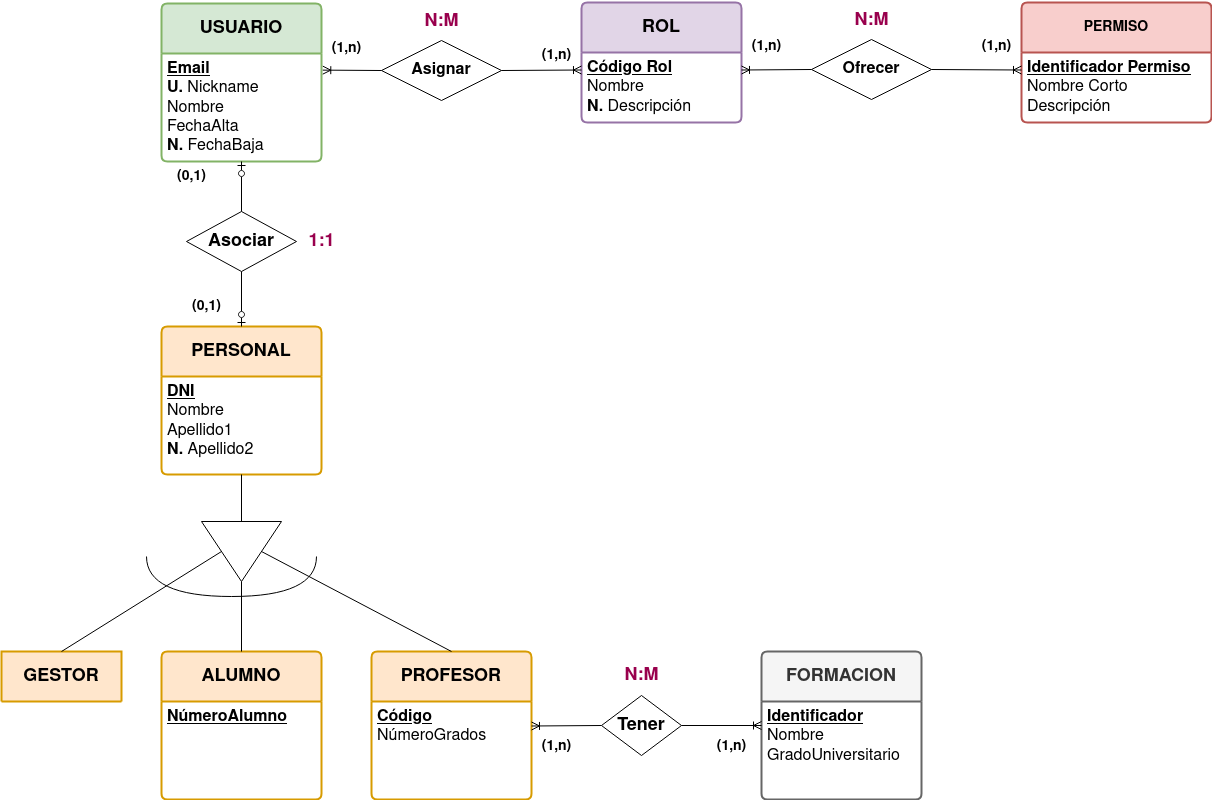 USUARIO
Email
U. Nickname
Nombre
FechaAlta
N. FechaBaja
(1,n)
N:M
Asignar
(1,n)
ROL
Código Rol
Nombre
N. Descripción
(1,n)
N:M
Ofrecer
(1,n)
PERMISO
Identificador Permiso
Nombre Corto
Descripción
(0,1)
Asociar
1:1
(0,1)
PERSONAL
DNI
Nombre
Apellido1
N. Apellido2
GESTOR
ALUMNO
NúmeroAlumno
PROFESOR
Código
NúmeroGrados
(1,n)
N:M
Tener
(1,n)
FORMACION
Identificador
Nombre
GradoUniversitario